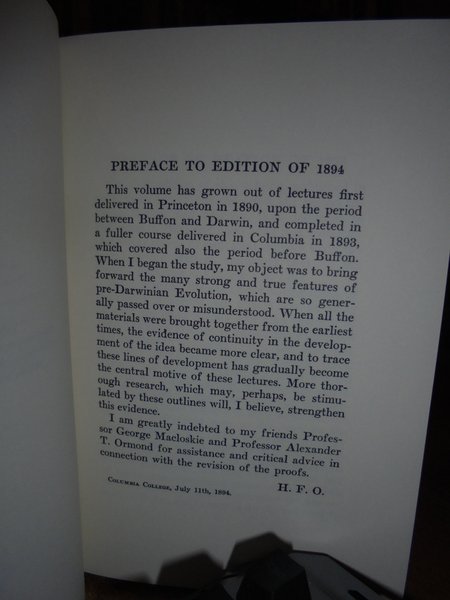 PREFACE TO EDITION OF 1894
This volume has grown out of lectures first
delivered in Princeton in 1890, upon the period
between Buffon and Darwin, and completed in
a fuller course delivered in Columbia in 1893,
which covered also the period before Buffon.
When I began the study, my object was to bring
forward the many strong and true features of
pre-Darwinian Evolution, which are so gener-
ally passed over or misunderstood. When all the
materials were brought together from the earliest
times, the evidence of continuity in the develop-
ment of the idea became more clear, and to trace
these lines of development has gradually become
the central motive of these lectures. More thor-
ough research, which may, perhaps, be stimu-
lated by these outlines will, I believe, strengthen
this evidence.
I am greatly indebted to my friends Profes-
sor George Macloskie and Professor Alexander
T. Ormond for assistance and critical advice in
connection with the revision of the proofs.
H. F. O.
Columbia College, July 11th, 1894.